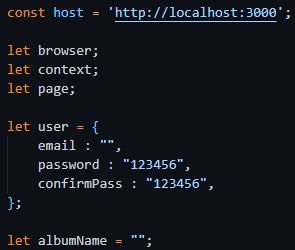 const host = 'http://localhost:3000';
let browser;
let context;
let page;
let user = {
email : "",
password : "123456",
confirmPass : "123456",
};
let albumName = "";